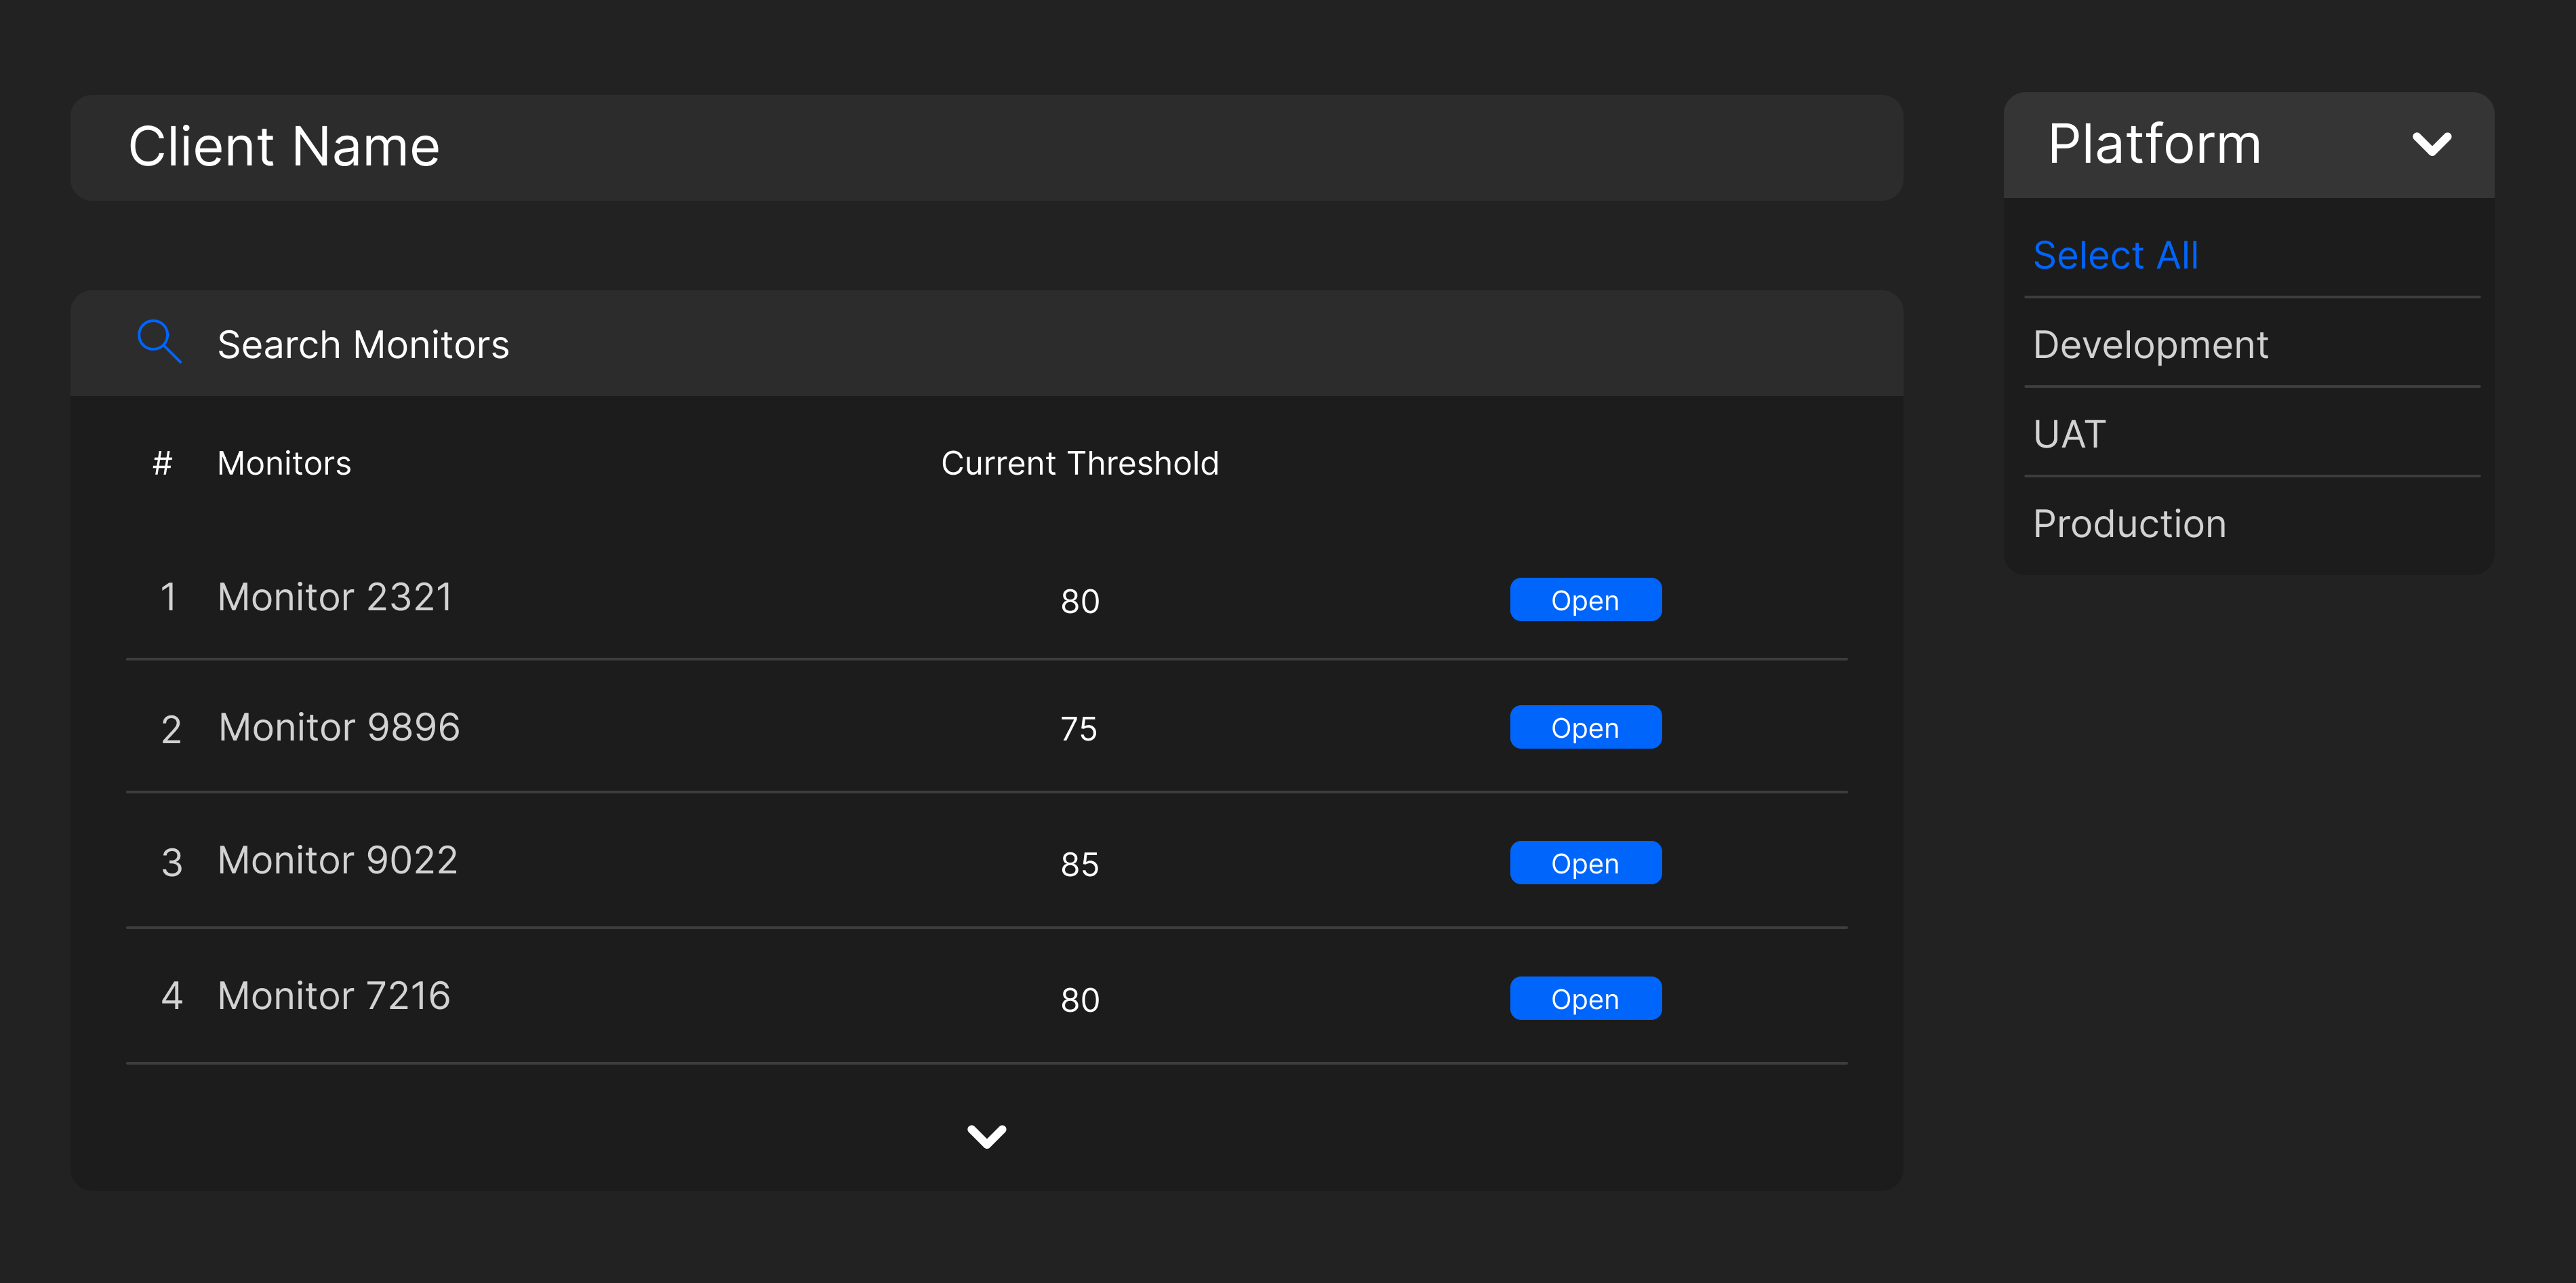 Client Name
Search Monitors
# Monitors Current Threshold
1 Monitor 2321 80 Open
2 Monitor 9896 75 Open
3 Monitor 9022 85 Open
4 Monitor 7216 80 Open
Platform
Select All
Development
UAT
Production